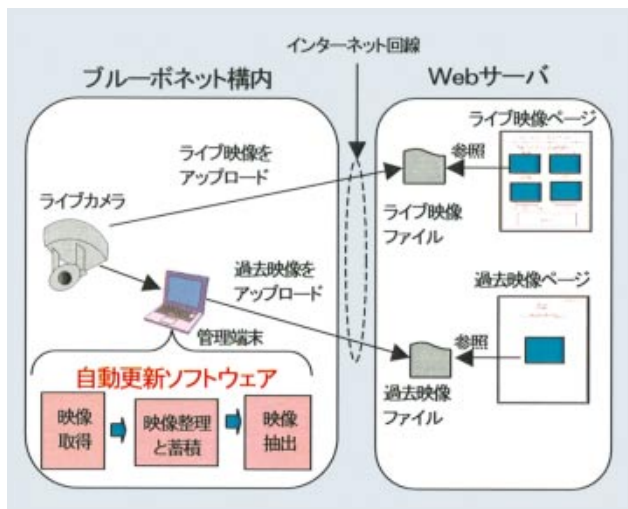 インターネット回線
ブルーボネット構内
Webサーバ
ライブ映像ページ
ライブ映像を
アップロード
参照
ライブカメラ
ライブ映像
ファイル
過去映像を
アップロード
過去映像ページ
管理端末
参照
自動更新ソフトウェア
過去映像
ファイル
映像
取得
映像整理
と蓄積
映像
抽出